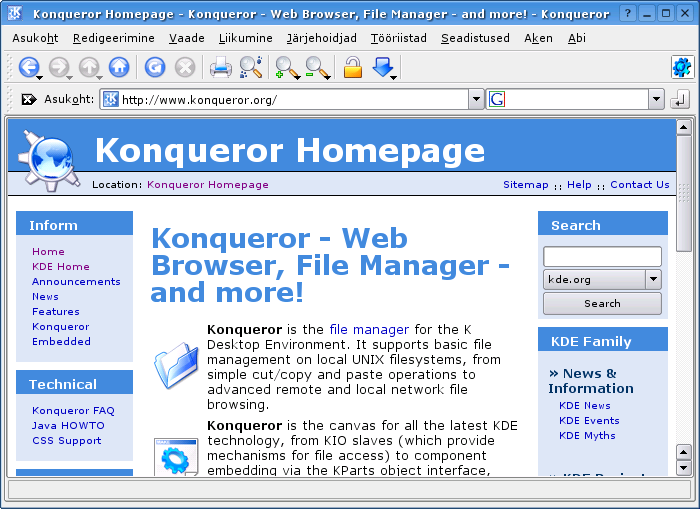 Konqueror Homepage - Konqueror - Web Browser, File Manager - and more! - Konqueror
Asukoht Redigeerimine Vaade Liikumine Järjehoidjad Tööriistad Seadistused Aken Abi
Asukoht: http://www.konqueror.org/
Konqueror Homepage
Location: Konqueror Homepage
Sitemap :: Help :: Contact Us
Inform
Home
KDE Home
Announcements
News
Features
Konqueror
Embedded
Technical
Konqueror FAQ
Java HOWTO
CSS Support
Konqueror - Web
Browser, File Manager -
and more!
Konqueror is the file manager for the K
Desktop Environment. It supports basic file
management on local UNIX filesystems, from
simple cut/copy and paste operations to
advanced remote and local network file
browsing.
Konqueror is the canvas for all the latest KDE
technology, from KIO slaves (which provide
mechanisms for file access) to component
embedding via the KParts object interface,
Search
kde.org
Search
KDE Family
» News &
Information
KDE News
KDE Events
KDE Myths